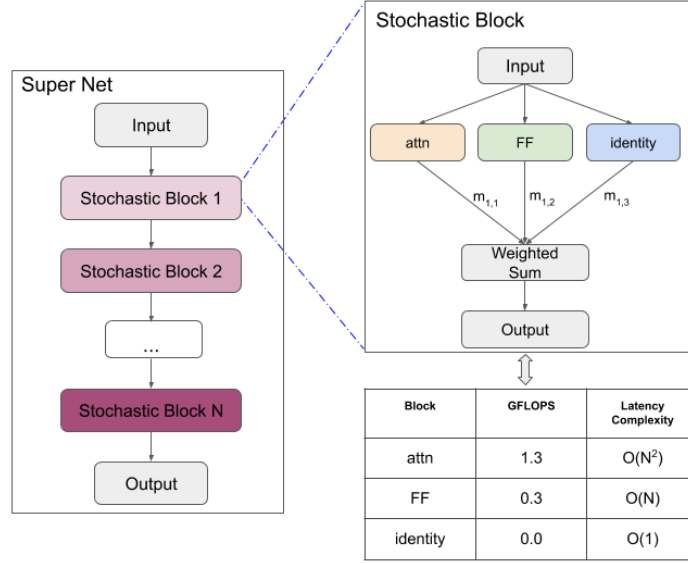 Super Net
Input
Stochastic Block 1
Stochastic Block 2
...
Stochastic Block N
Output
Stochastic Block
Input
attn
FF
identity
m1,1
m1,2
m1,3
Weighted
Sum
Output
Block GFLOPS Latency
Complexity
attn 1.3 O(N²)
FF 0.3 O(N)
identity 0.0 O(1)